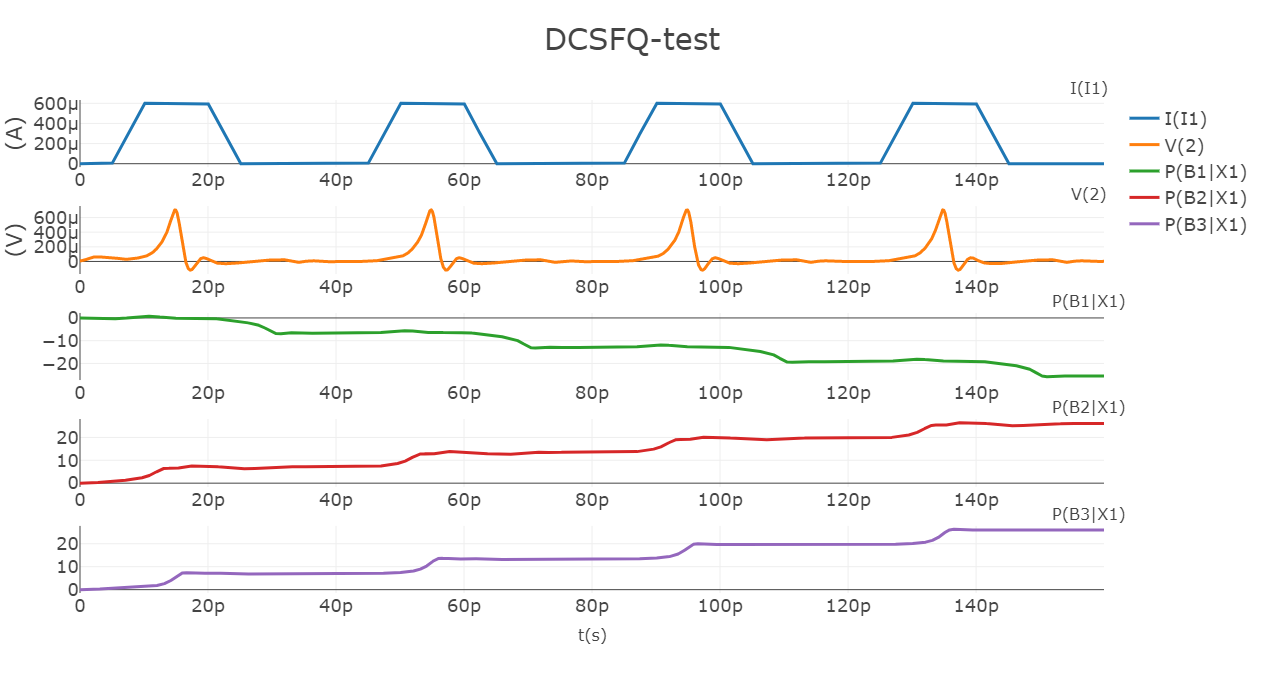 DCSFQ-test
I(I1)
600µ
400µ
200µ
0
(A)
0 20p 40p 60p 80p 100p 120p 140p
V(2)
600µ
400µ
200µ
0
(V)
0 20p 40p 60p 80p 100p 120p 140p
P(B1|X1)
0
−10
−20
0 20p 40p 60p 80p 100p 120p 140p
P(B2|X1)
20
10
0
0 20p 40p 60p 80p 100p 120p 140p
P(B3|X1)
20
10
0
0 20p 40p 60p 80p 100p 120p 140p
t(s)
I(I1)
V(2)
P(B1|X1)
P(B2|X1)
P(B3|X1)